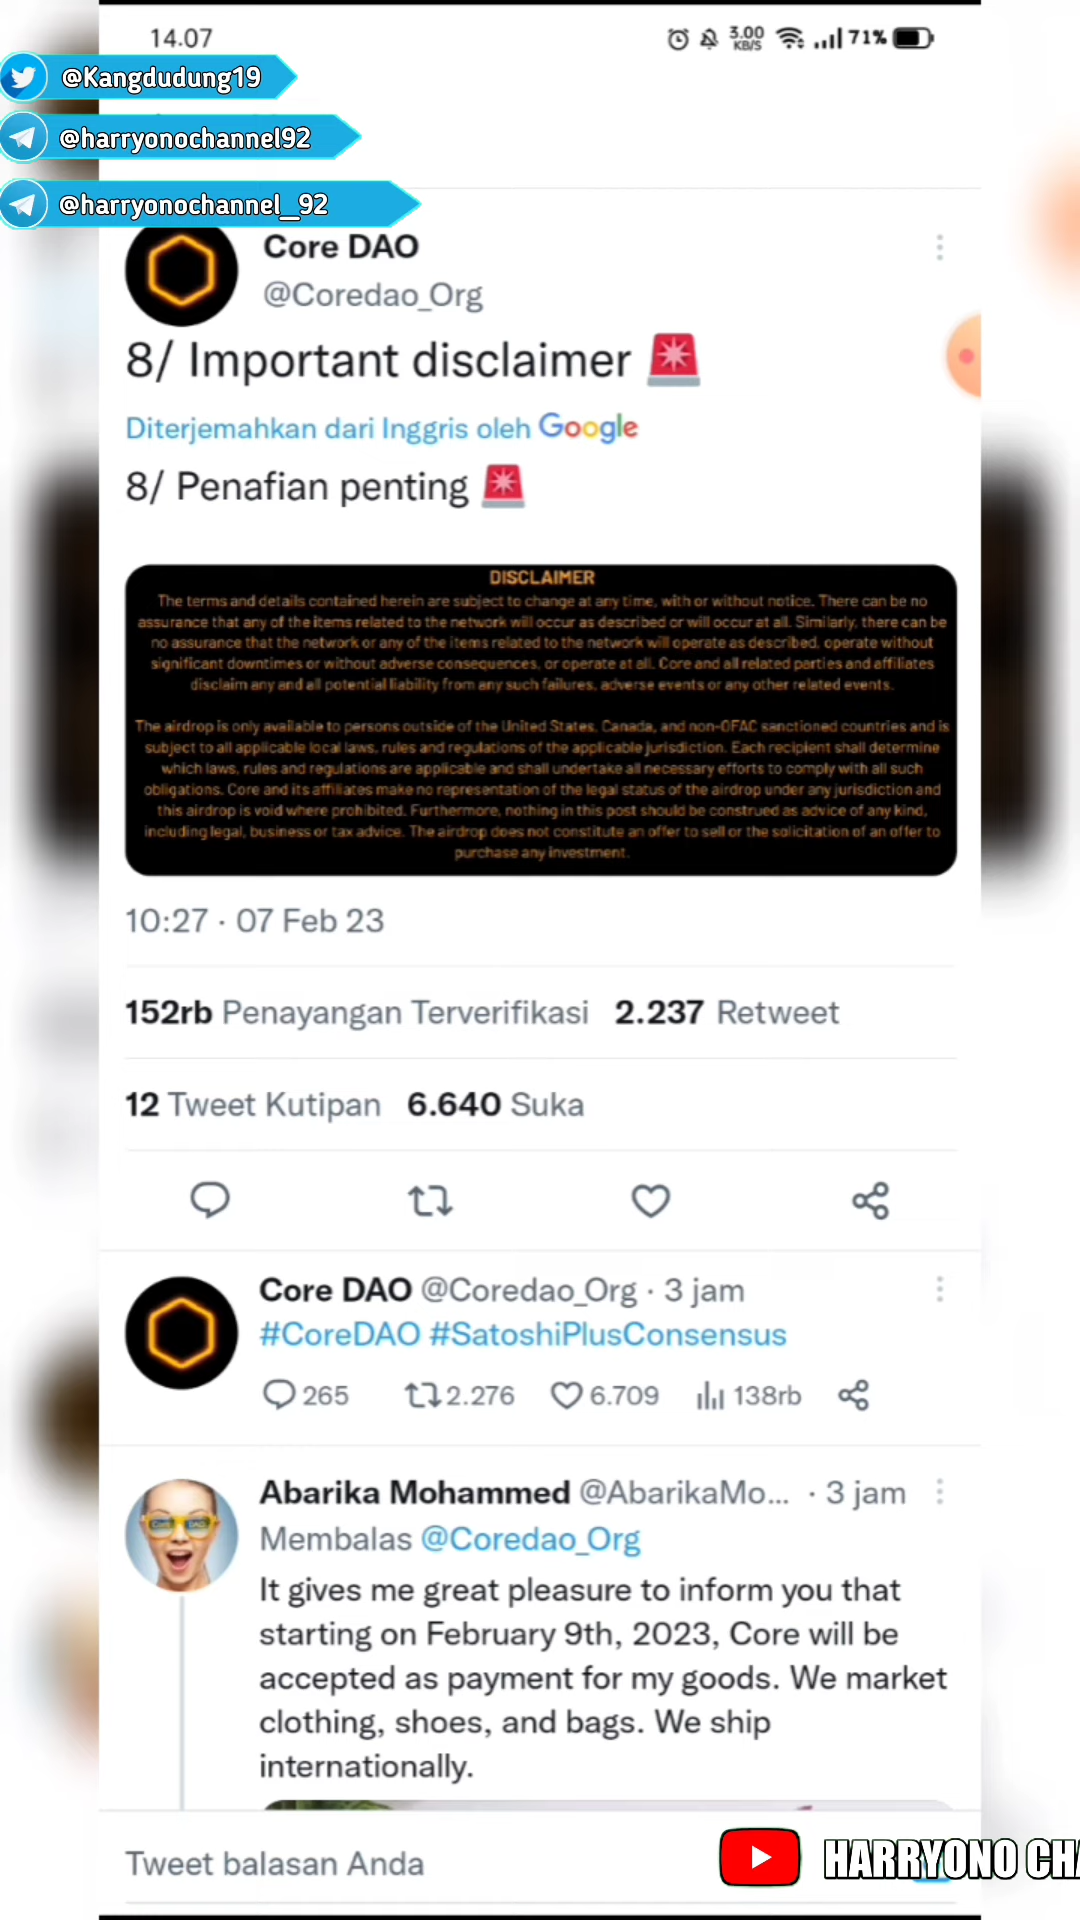 14.07
3.00
KB/S
71%
@Kangdudung19
@harryonochannel92
@harryonochannel_92
Core DAO
@Coredao_Org
8/ Important disclaimer
Diterjemahkan dari Inggris oleh Google
8/ Penafian penting
DISCLAIMER
The terms and details contained herein are subject to change at any time, with or without notice. There can be no
assurance that any of the items related to the network will occur as described or will occur at all. Similarly, there can be
no assurance that the network or any of the items related to the network will operate as described, operate without
significant downtimes or without adverse consequences, or operate at all. Core and all related parties and affiliates
disclaim any and all potential liability from any such failures, adverse events or any other related events.
The airdrop is only available to persons outside of the United States, Canada, and non-OFAC sanctioned countries and is
subject to all applicable local laws, rules and regulations of the applicable jurisdiction. Each recipient shall determine
which laws, rules and regulations are applicable and shall undertake all necessary efforts to comply with all such
obligations. Core and its affiliates make no representation of the legal status of the airdrop under any jurisdiction and
this airdrop is void where prohibited. Furthermore, nothing in this post should be construed as advice of any kind,
including legal, business or tax advice. The airdrop does not constitute an offer to sell or the solicitation of an offer to
purchase any investment.
10:27 · 07 Feb 23
152rb Penayangan Terverifikasi 2.237 Retweet
12 Tweet Kutipan 6.640 Suka
Core DAO @Coredao_Org · 3 jam
#CoreDAO #SatoshiPlusConsensus
265 2.276 6.709 138rb
Abarika Mohammed @AbarikaMo... · 3 jam
Membalas @Coredao_Org
It gives me great pleasure to inform you that
starting on February 9th, 2023, Core will be
accepted as payment for my goods. We market
clothing, shoes, and bags. We ship
internationally.
Tweet balasan Anda
HARRYONO CHA